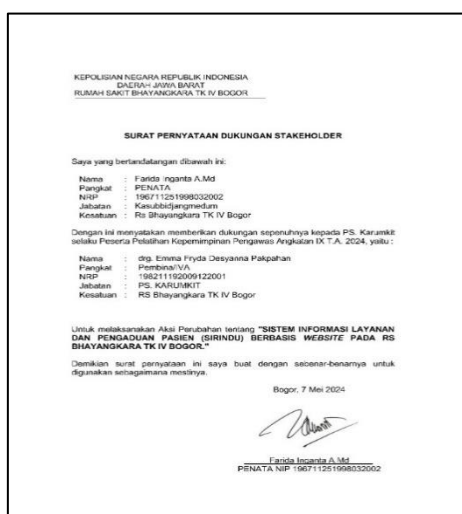 KEPOLISIAN NEGARA REPUBLIK INDONESIA
DAERAH JAWA BARAT
RUMAH SAKIT BHAYANGKARA TK IV BOGOR
SURAT PERNYATAAN DUKUNGAN STAKEHOLDER
Saya yang bertandatangan dibawah ini:
Nama : Farida Inganta A.Md
Pangkat : PENATA
NRP : 196711251998032002
Jabatan : Kasubbidjangmedum
Kesatuan : Rs Bhayangkara TK IV Bogor
Dengan ini menyatakan memberikan dukungan sepenuhnya kepada PS. Karumkit
selaku Peserta Pelatihan Kepemimpinan Pengawas Angkatan IX T.A. 2024, yaitu :
Nama : drg. Emma Fryda Desyanna Pakpahan
Pangkat : Pembina/IVA
NRP : 198211192009122001
Jabatan : PS. KARUMKIT
Kesatuan : RS Bhayangkara TK IV Bogor
Untuk melaksanakan Aksi Perubahan tentang "SISTEM INFORMASI LAYANAN
DAN PENGADUAN PASIEN (SIRINDU) BERBASIS WEBSITE PADA RS
BHAYANGKARA TK IV BOGOR."
Demikian surat pernyataan ini saya buat dengan sebenar-benarnya untuk
digunakan sebagaimana mestinya.
Bogor, 7 Mei 2024
Farida Inganta A.Md
PENATA NIP 196711251998032002